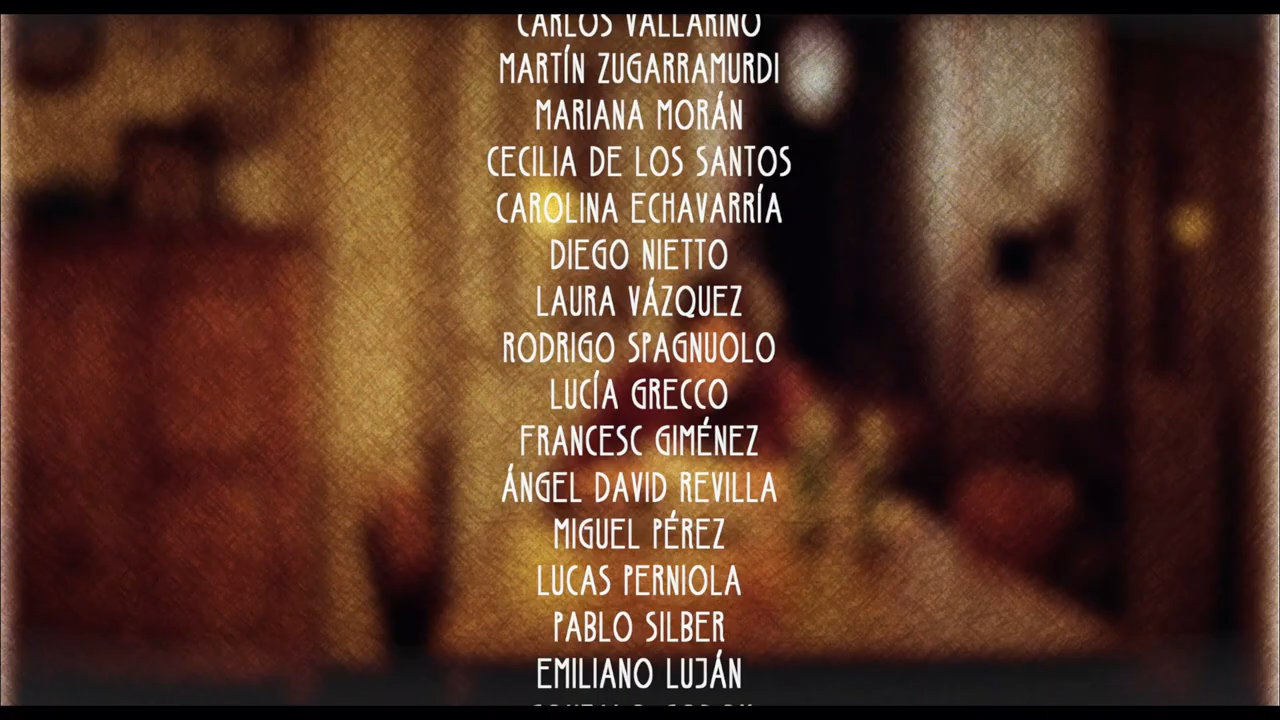 CARLOS VALLARINO
MARTÍN ZUGARRAMURDI
MARIANA MORÁN
CECILIA DE LOS SANTOS
CAROLINA ECHAVARRÍA
DIEGO NIETTO
LAURA VÁZQUEZ
RODRIGO SPAGNUOLO
LUCÍA GRECCO
FRANCESC GIMÉNEZ
ÁNGEL DAVID REVILLA
MIGUEL PÉREZ
LUCAS PERNIOLA
PABLO SILBER
EMILIANO LUJÁN